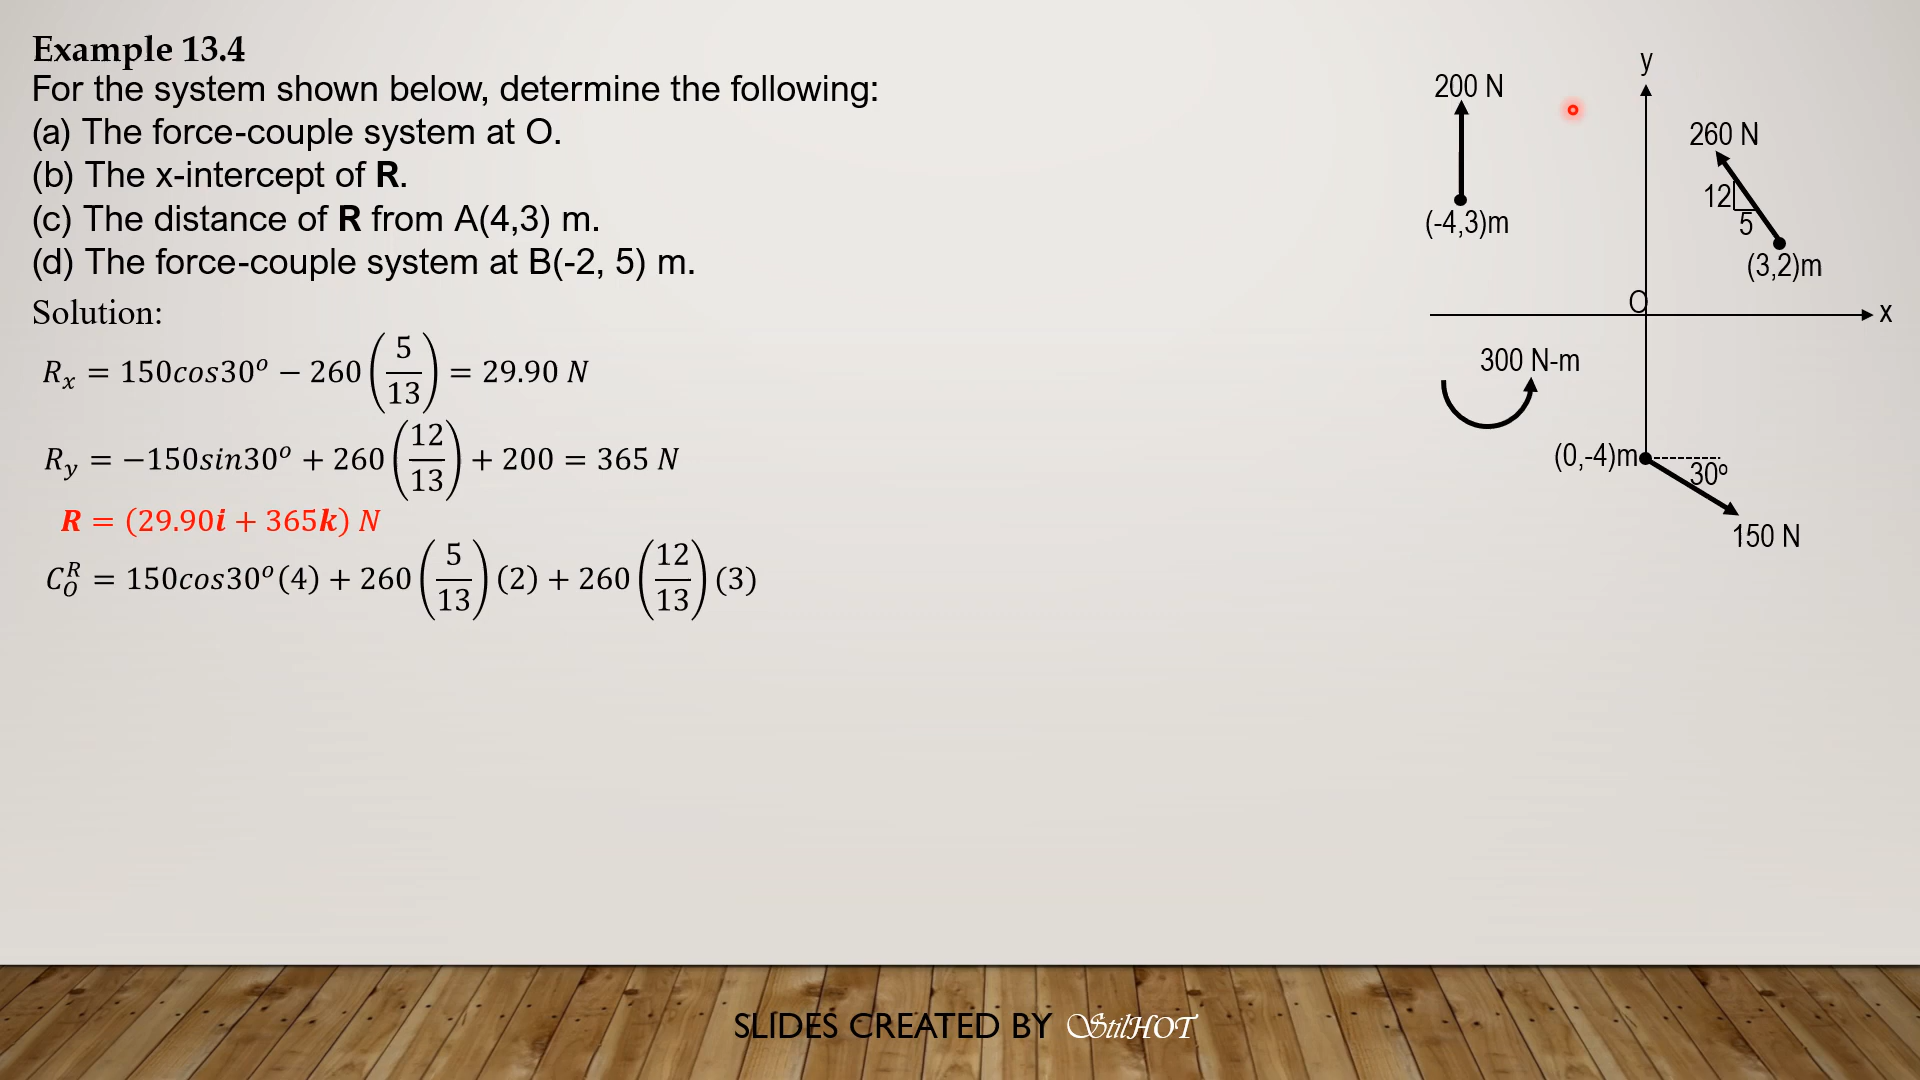 Example 13.4
For the system shown below, determine the following:
(a) The force-couple system at O.
(b) The x-intercept of R.
(c) The distance of R from A(4,3) m.
(d) The force-couple system at B(-2, 5) m.
Solution:
R_x = 150cos30° − 260(5/13) = 29.90 N
R_y = −150sin30° + 260(12/13) + 200 = 365 N
R = (29.90i + 365k) N
C_O^R = 150cos30°(4) + 260(5/13)(2) + 260(12/13)(3)
y
200 N
260 N
12
5
(-4,3)m
(3,2)m
O
x
300 N-m
(0,-4)m
30°
150 N
SLIDES CREATED BY StilHOT